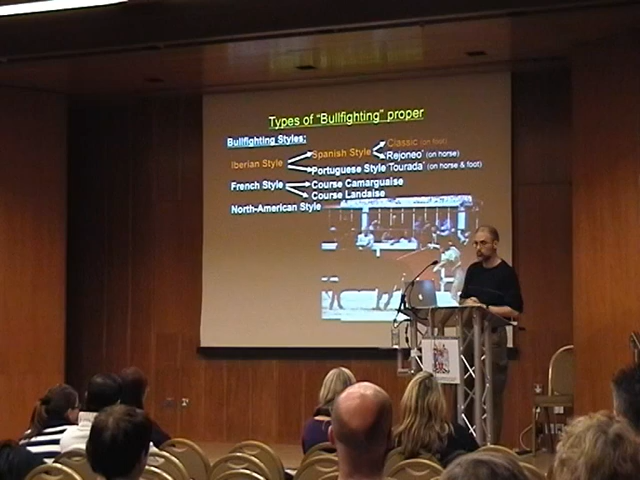 Types of "Bullfighting" proper
Bullfighting Styles:
Classic (on foot)
Iberian Style Spanish Style 'Rejoneo' (on horse)
Portuguese Style 'Tourada' (on horse & foot)
French Style Course Camarguaise
Course Landaise
North-American Style